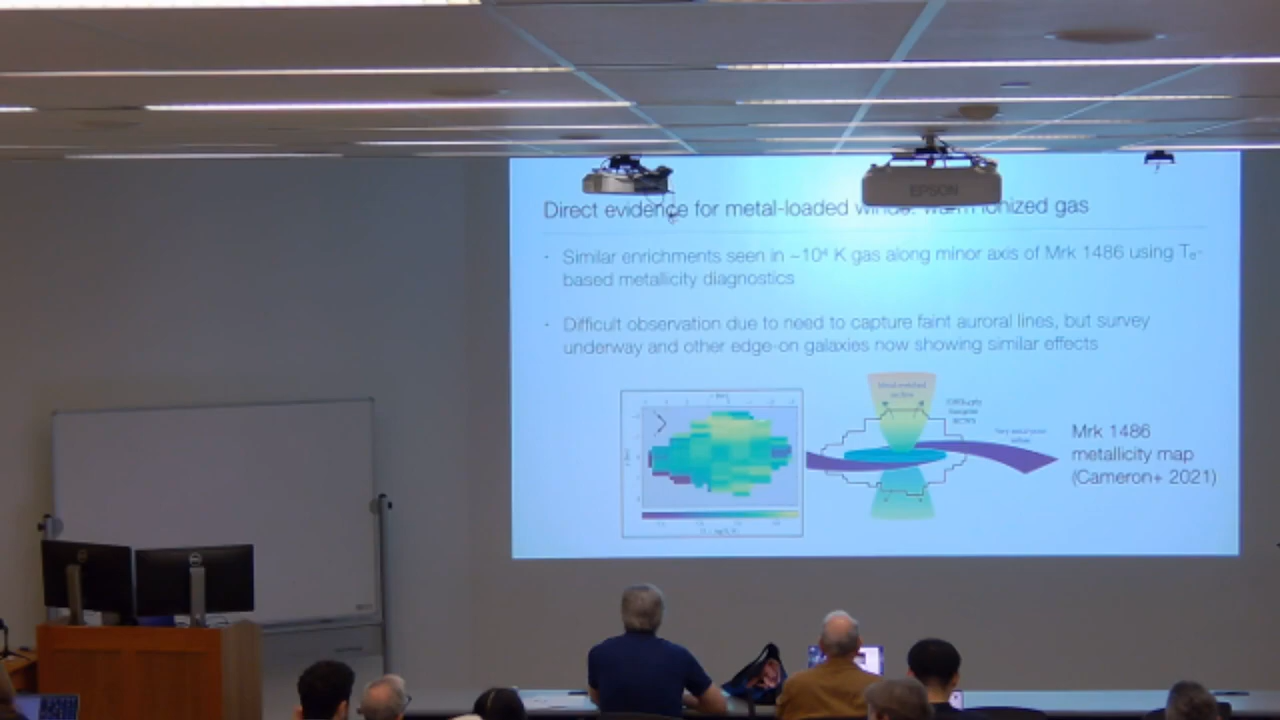 EPSON
Direct evidence for metal-loaded winds: warm ionized gas
· Similar enrichments seen in ~10⁴ K gas along minor axis of Mrk 1486 using Tₑ-
based metallicity diagnostics
· Difficult observation due to need to capture faint auroral lines, but survey
underway and other edge-on galaxies now showing similar effects
Mrk 1486
metallicity map
(Cameron+ 2021)